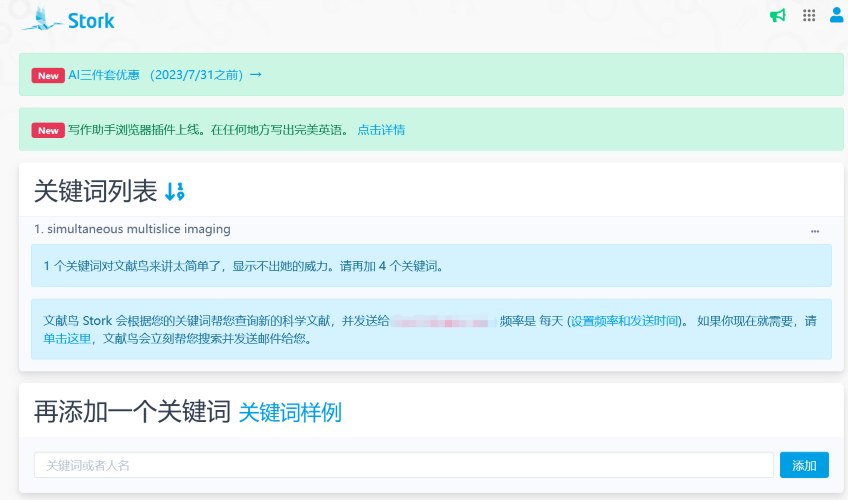 Stork
New AI三件套优惠 （2023/7/31之前）→
New 写作助手浏览器插件上线。在任何地方写出完美英语。 点击详情
关键词列表
1. simultaneous multislice imaging
...
1 个关键词对文献鸟来讲太简单了，显示不出她的威力。请再加 4 个关键词。
文献鸟 Stork 会根据您的关键词帮您查询新的科学文献，并发送给 频率是 每天 (设置频率和发送时间)。 如果你现在就需要，请
单击这里，文献鸟会立刻帮您搜索并发送邮件给您。
再添加一个关键词 关键词样例
关键词或者人名
添加